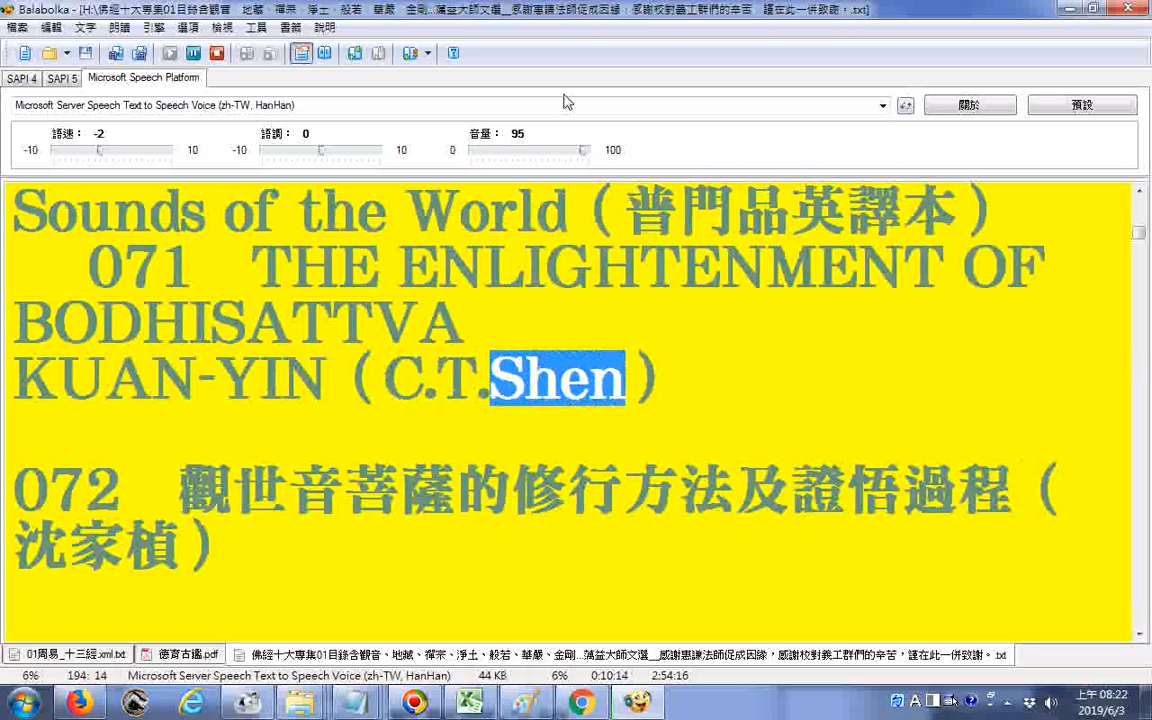 Balabolka - [H:\佛經十大專集01目錄含觀音、地藏、禪宗、淨土、般若、華嚴、金剛...蕅益大師文選__感謝惠謙法師促成因緣，感謝校對義工群們的辛苦，謹在此一併致謝。.txt]
檔案 編輯 文字 朗讀 引擎 選項 檢視 工具 書籤 說明
SAPI 4 SAPI 5 Microsoft Speech Platform
Microsoft Server Speech Text to Speech Voice (zh-TW, HanHan) 關於 預設
語速： -2 語調： 0 音量： 95
-10 10 -10 10 0 100
Sounds of the World（普門品英譯本）
071 THE ENLIGHTENMENT OF
BODHISATTVA
KUAN-YIN（C.T.Shen）
072 觀世音菩薩的修行方法及證悟過程（
沈家楨）
01周易_十三經.xml.txt 德育古鑑.pdf 佛經十大專集01目錄含觀音、地藏、禪宗、淨土、般若、華嚴、金剛...蕅益大師文選__感謝惠謙法師促成因緣，感謝校對義工群們的辛苦，謹在此一併致謝。.txt
6% 194: 14 Microsoft Server Speech Text to Speech Voice (zh-TW, HanHan) 44 KB 6% 0:10:14 2:54:16
上午 08:22
2019/6/3